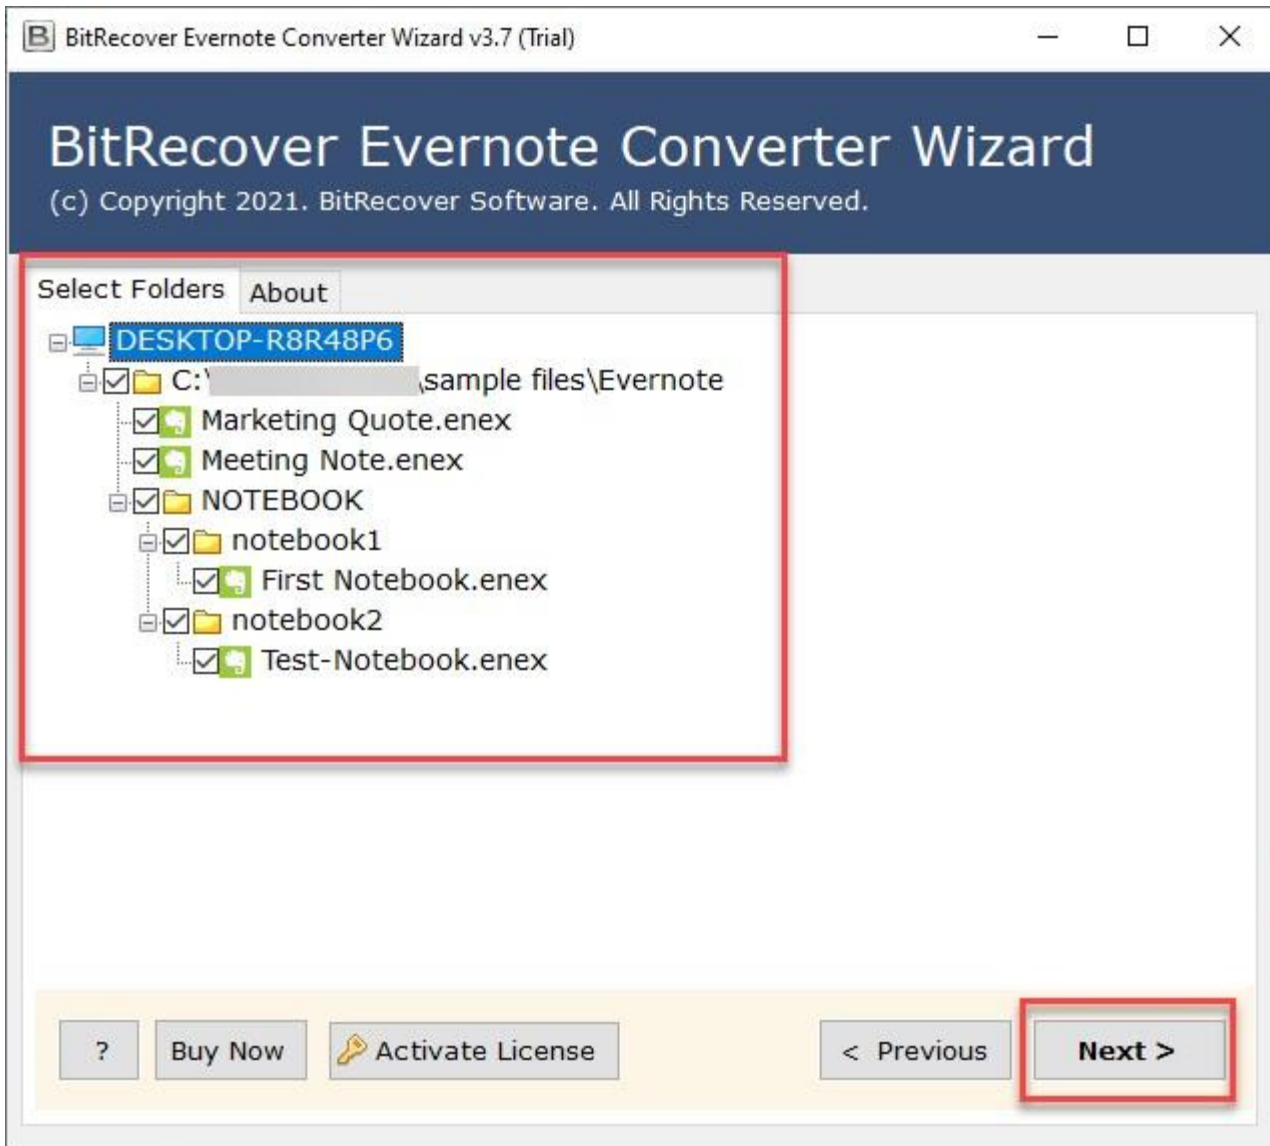 BitRecover Evernote Converter Wizard v3.7 (Trial)
BitRecover Evernote Converter Wizard
(c) Copyright 2021. BitRecover Software. All Rights Reserved.
Select Folders About
DESKTOP-R8R48P6
C:\ \sample files\Evernote
Marketing Quote.enex
Meeting Note.enex
NOTEBOOK
notebook1
First Notebook.enex
notebook2
Test-Notebook.enex
? Buy Now Activate License < Previous Next >